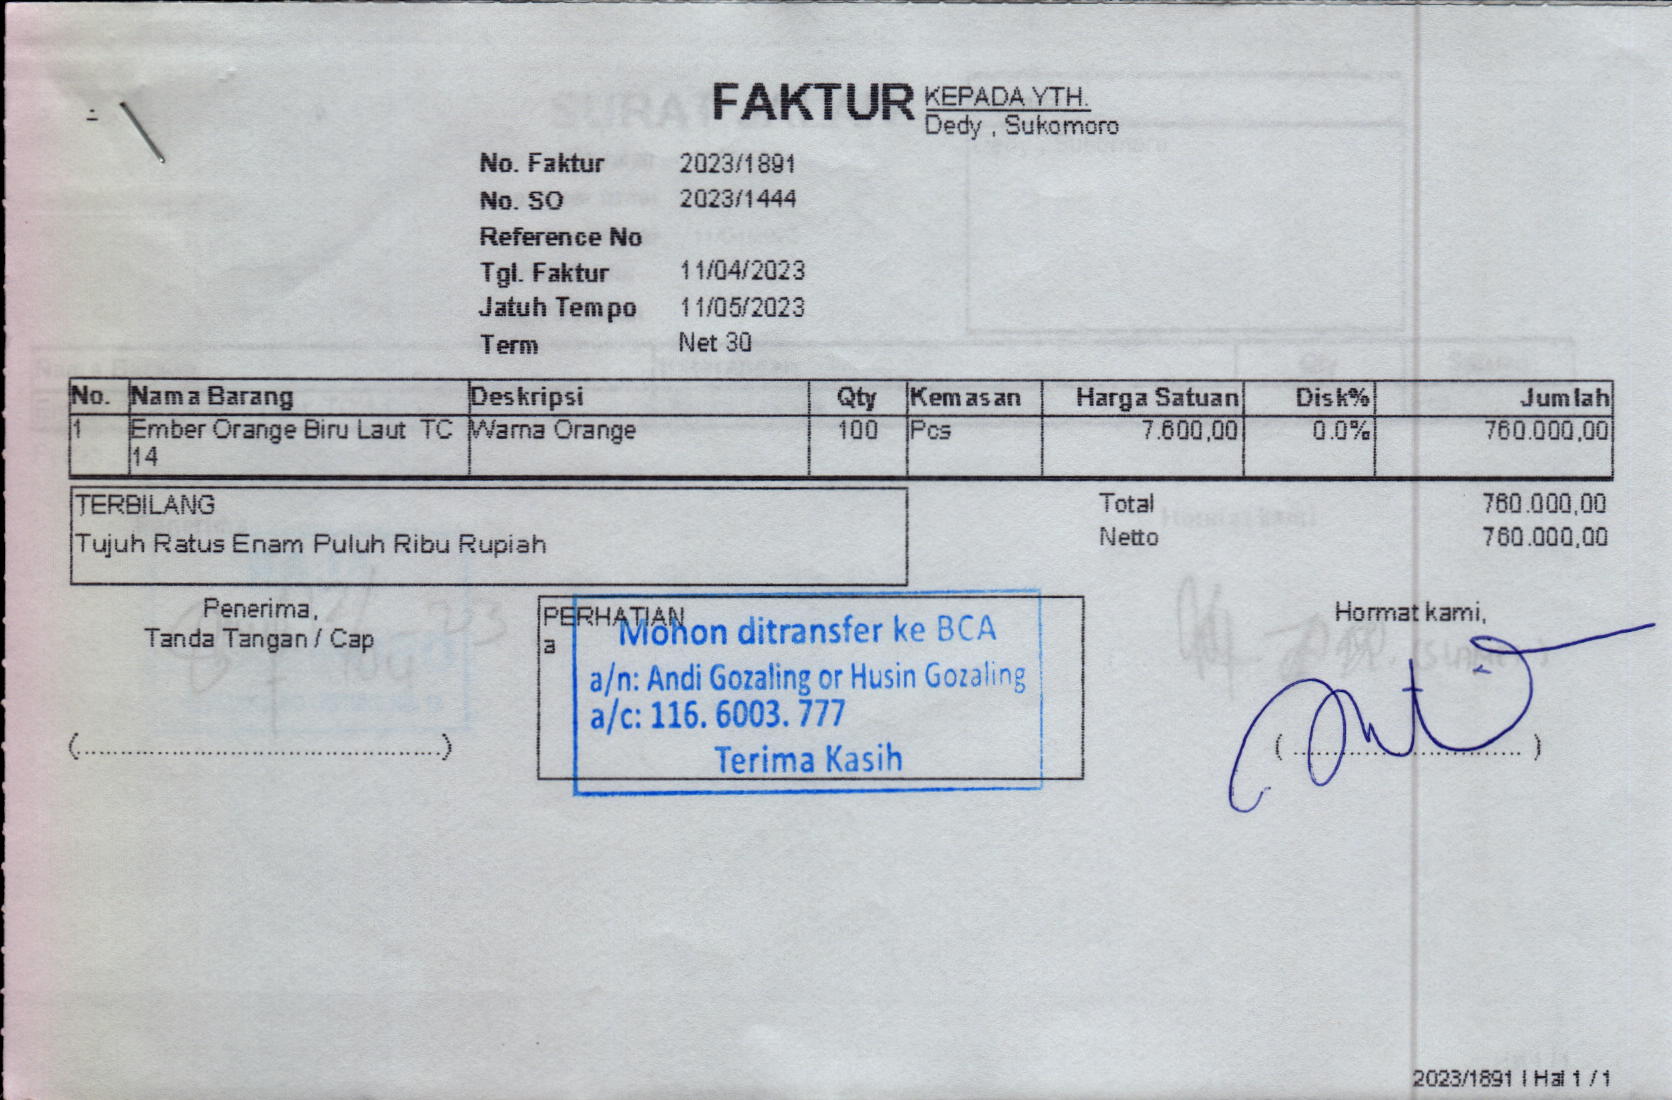 FAKTUR
KEPADA YTH.
Dedy , Sukomoro
No. Faktur 2023/1891
No. SO 2023/1444
Reference No
Tgl. Faktur 11/04/2023
Jatuh Tempo 11/05/2023
Term Net 30
No. Nama Barang Deskripsi Qty Kemasan Harga Satuan Disk% Jumlah
1 Ember Orange Biru Laut TC Warna Orange 100 Pcs 7.600,00 0.0% 760.000,00
14
TERBILANG
Tujuh Ratus Enam Puluh Ribu Rupiah
Total 760.000,00
Netto 760.000,00
Penerima,
Tanda Tangan / Cap
(..........................................)
PERHATIAN
a
Mohon ditransfer ke BCA
a/n: Andi Gozaling or Husin Gozaling
a/c: 116. 6003. 777
Terima Kasih
Hormat kami,
( .............................. )
2023/1891 | Hal 1 / 1